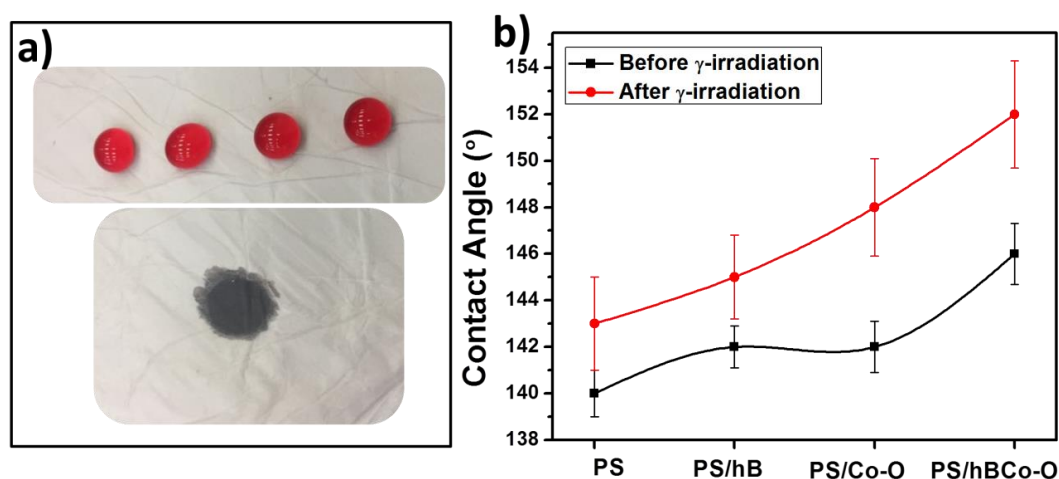 a)
b)
Before γ-irradiation
After γ-irradiation
Contact Angle (°)
154
152
150
148
146
144
142
140
138
PS
PS/hB
PS/Co-O
PS/hBCo-O